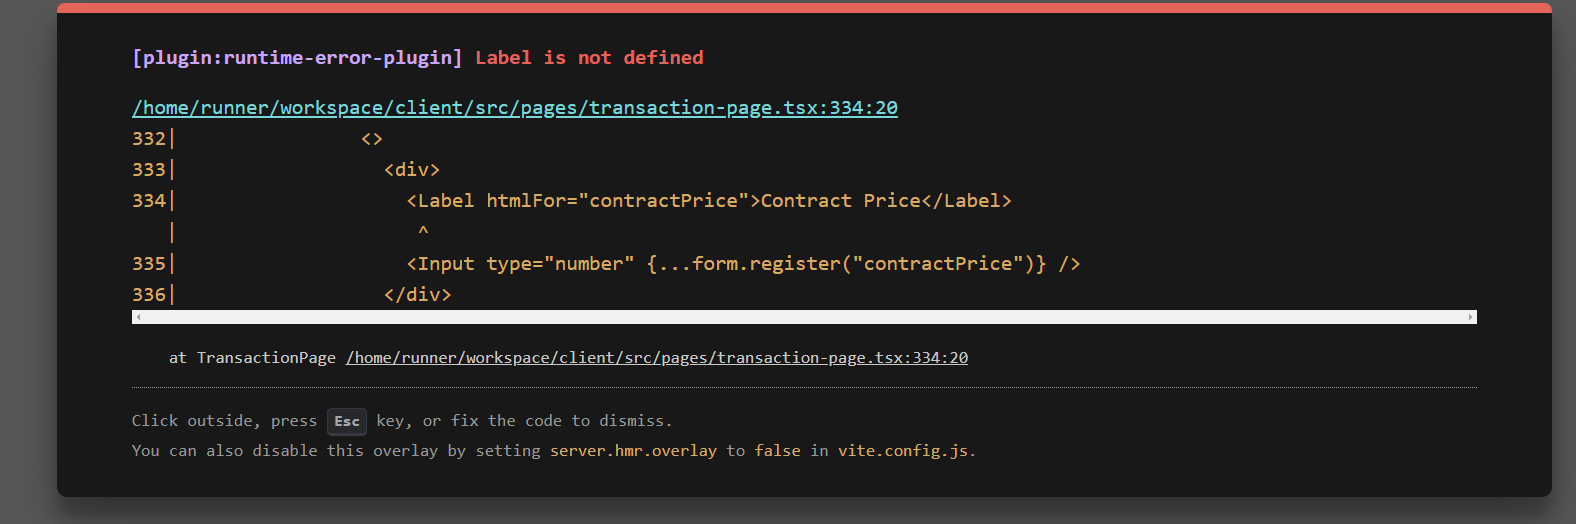 [plugin:runtime-error-plugin] Label is not defined
/home/runner/workspace/client/src/pages/transaction-page.tsx:334:20
332|                <>
333|                  <div>
334|                    <Label htmlFor="contractPrice">Contract Price</Label>
   |                     ^
335|                    <Input type="number" {...form.register("contractPrice")} />
336|                  </div>
at TransactionPage /home/runner/workspace/client/src/pages/transaction-page.tsx:334:20
Click outside, press Esc key, or fix the code to dismiss.
You can also disable this overlay by setting server.hmr.overlay to false in vite.config.js.